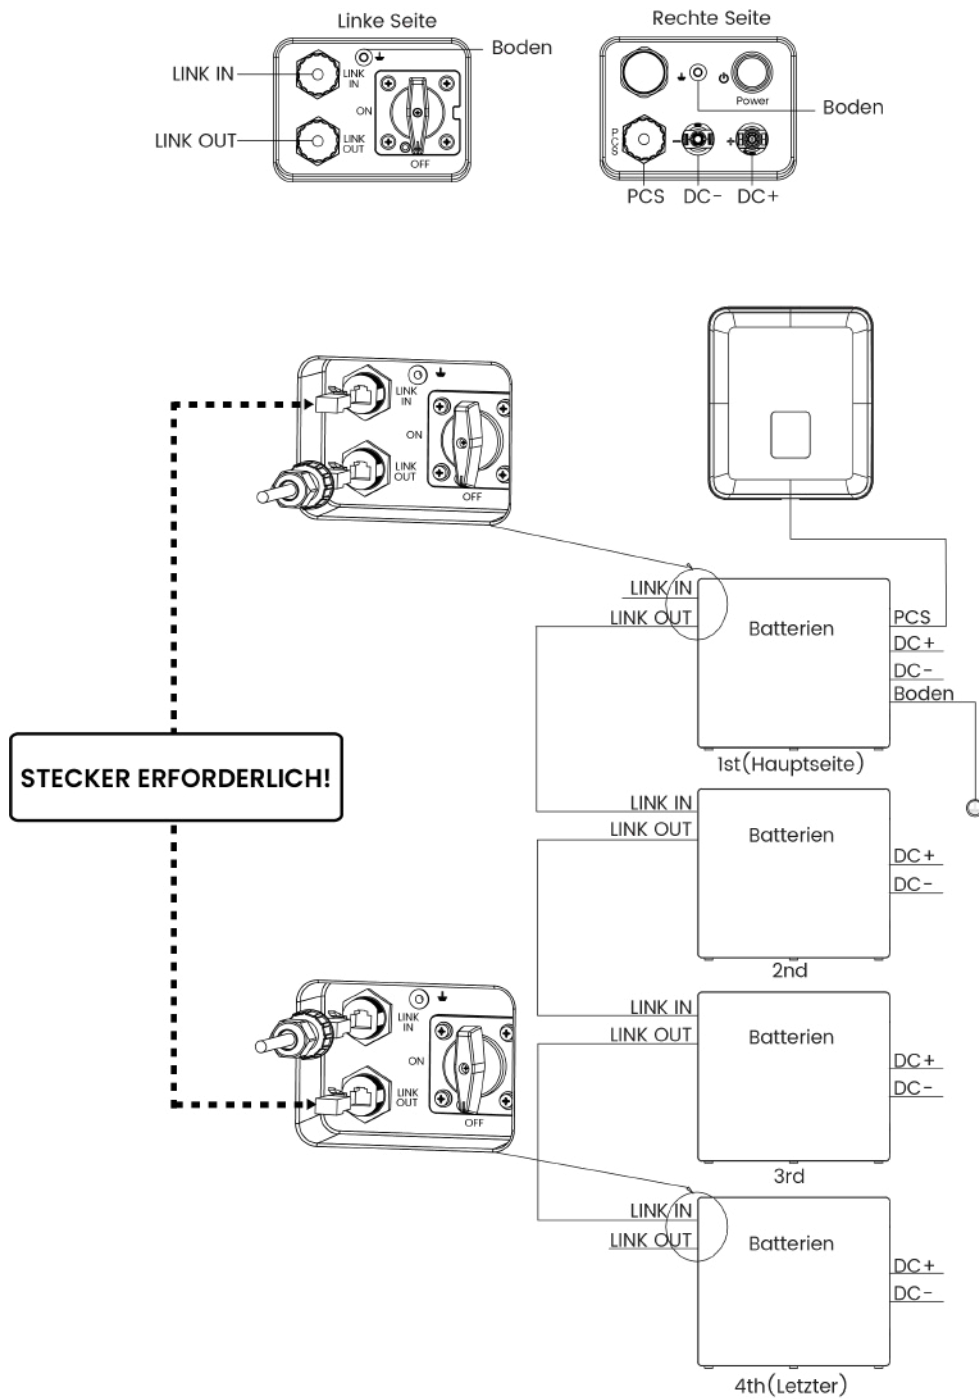 Linke Seite
Rechte Seite
Boden
LINK IN
LINK IN
LINK OUT
LINK OUT
ON
OFF
Power
Boden
PCS
PCS
DC-
DC+
-
+
LINK IN
ON
LINK OUT
OFF
LINK IN
LINK OUT
Batterien
PCS
DC+
DC-
Boden
1st(Hauptseite)
STECKER ERFORDERLICH!
LINK IN
LINK OUT
Batterien
DC+
DC-
2nd
LINK IN
ON
LINK OUT
OFF
LINK IN
LINK OUT
Batterien
DC+
DC-
3rd
LINK IN
LINK OUT
Batterien
DC+
DC-
4th(Letzter)